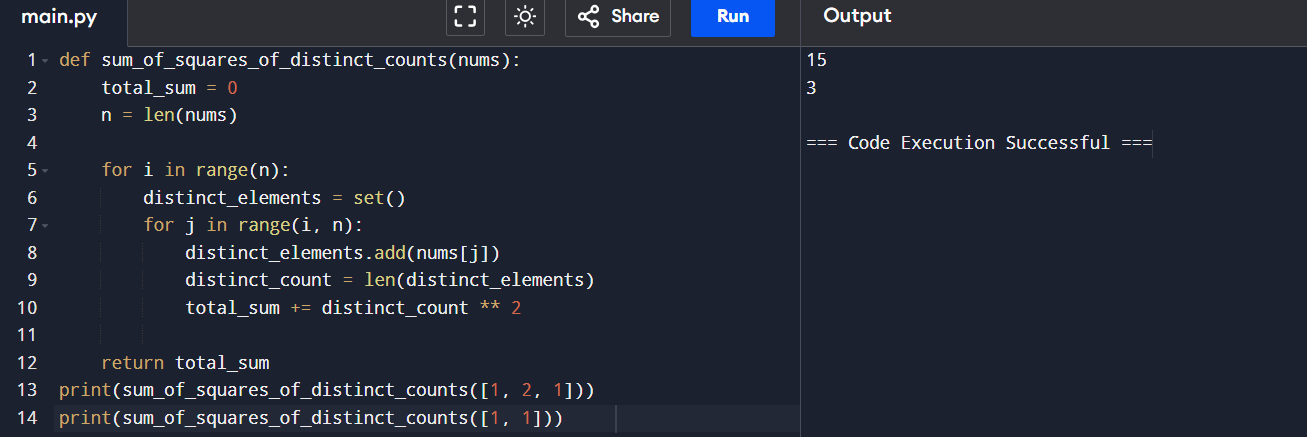 main.py
Share
Run
Output
1 def sum_of_squares_of_distinct_counts(nums):
2     total_sum = 0
3     n = len(nums)
4
5     for i in range(n):
6         distinct_elements = set()
7         for j in range(i, n):
8             distinct_elements.add(nums[j])
9             distinct_count = len(distinct_elements)
10             total_sum += distinct_count ** 2
11
12     return total_sum
13 print(sum_of_squares_of_distinct_counts([1, 2, 1]))
14 print(sum_of_squares_of_distinct_counts([1, 1]))
15
3
=== Code Execution Successful ===